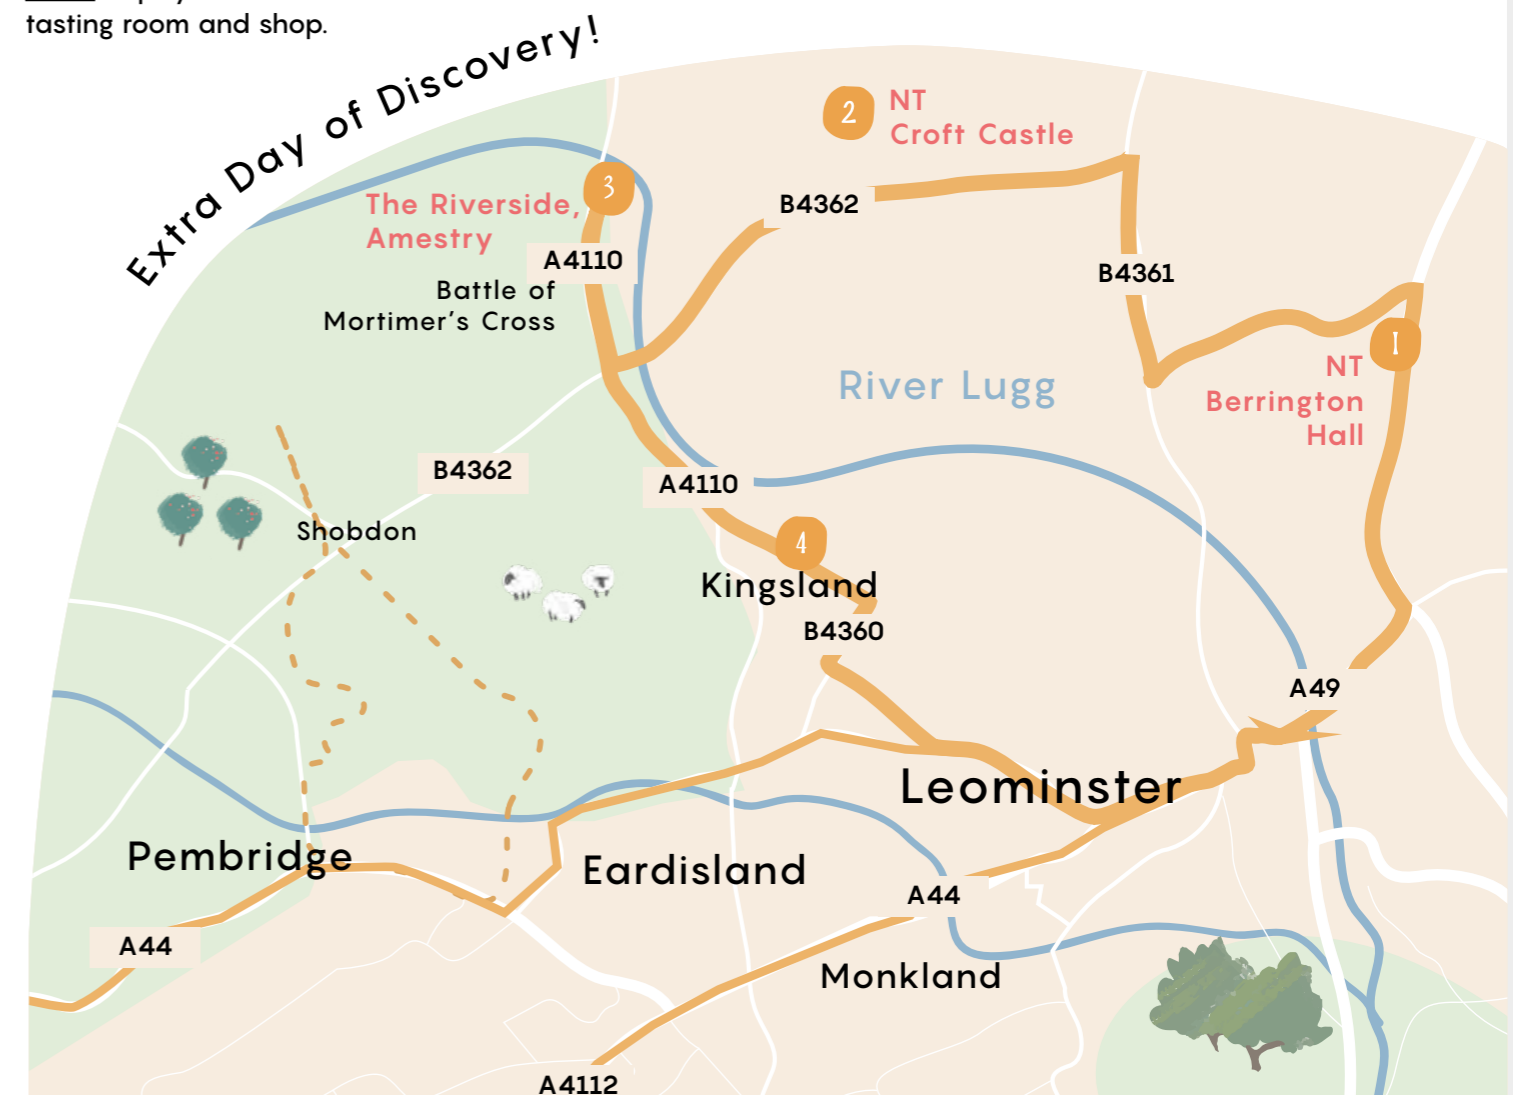 tasting room and shop.
Extra Day of Discovery!
2
NT
Croft Castle
3
The Riverside,
Amestry
B4362
A4110
B4361
Battle of
Mortimer's Cross
1
NT
Berrington
Hall
River Lugg
B4362
A4110
Shobdon
4
Kingsland
B4360
A49
Leominster
Pembridge
Eardisland
A44
A44
Monkland
A4112